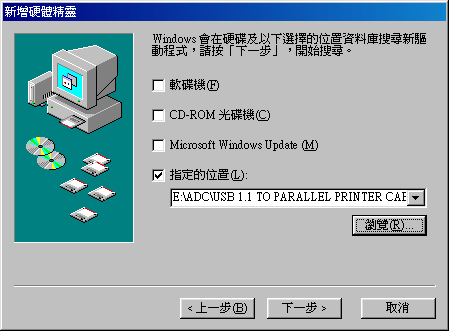 新增硬體精靈
Windows 會在硬碟及以下選擇的位置資料庫搜尋新驅
動程式，請按「下一步」，開始搜尋。
軟碟機(F)
CD-ROM 光碟機(C)
Microsoft Windows Update (M)
指定的位置(L):
E:\ADC\USB 1.1 TO PARALLEL PRINTER CAE
瀏覽(R)...
< 上一步(B)
下一步 >
取消